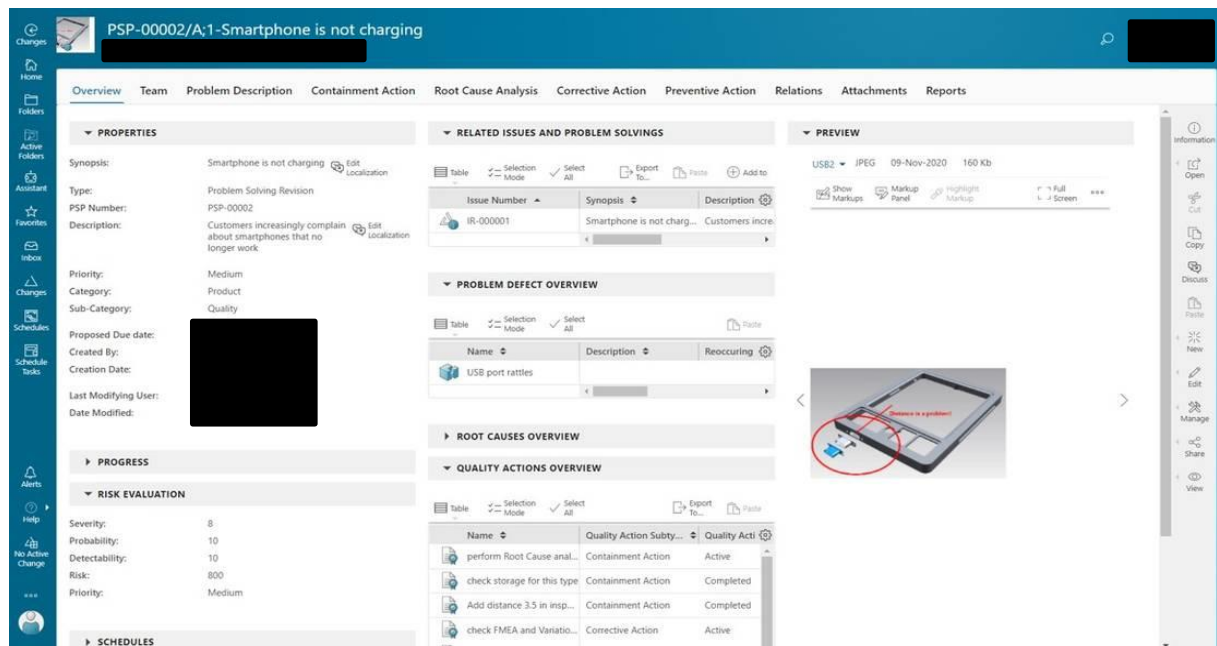 PSP-00002/A;1-Smartphone is not charging
Changes
Home
Folders
Active
Folders
Assistant
Favorites
Inbox
Changes
Schedules
Schedule
Tasks
Alerts
Help
No Active
Change
Overview Team Problem Description Containment Action Root Cause Analysis Corrective Action Preventive Action Relations Attachments Reports
PROPERTIES
Synopsis: Smartphone is not charging Edit
Localization
Type: Problem Solving Revision
PSP Number: PSP-00002
Description: Customers increasingly complain Edit
about smartphones that no Localization
longer work
Priority: Medium
Category: Product
Sub-Category: Quality
Proposed Due date:
Created By:
Creation Date:
Last Modifying User:
Date Modified:
PROGRESS
RISK EVALUATION
Severity: 8
Probability: 10
Detectability: 10
Risk: 800
Priority: Medium
SCHEDULES
RELATED ISSUES AND PROBLEM SOLVINGS
Table Selection Mode Select All Export To... Paste Add to
Issue Number Synopsis Description
IR-000001 Smartphone is not charg... Customers incre
PROBLEM DEFECT OVERVIEW
Table Selection Mode Select All Paste
Name Description Reoccuring
USB port rattles
ROOT CAUSES OVERVIEW
QUALITY ACTIONS OVERVIEW
Table Selection Mode Select All Export To... Paste
Name Quality Action Subty... Quality Acti
perform Root Cause anal... Containment Action Active
check storage for this type Containment Action Completed
Add distance 3.5 in insp... Containment Action Completed
check FMEA and Variatio... Corrective Action Active
PREVIEW
USB2 JPEG 09-Nov-2020 160 Kb
Show Markups Markup Panel Highlight Markup Full Screen
Distance is a problem!
Information
Open
Cut
Copy
Discuss
Paste
New
Edit
Manage
Share
View